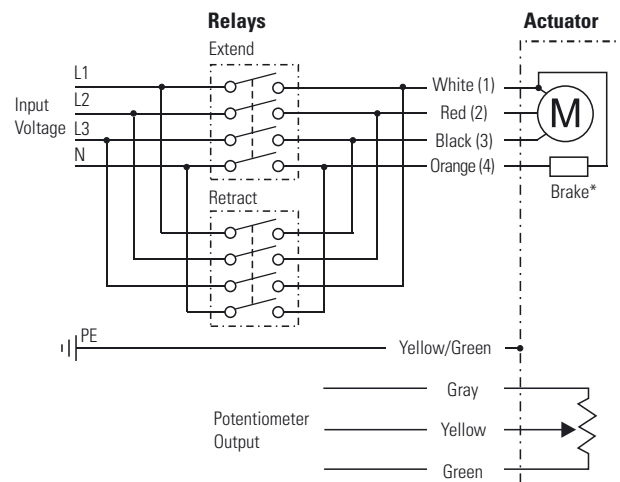 Relays
Actuator
Extend
L1
White (1)
L2
Input
Voltage
Red (2)
M
L3
Black (3)
N
Orange (4)
Brake*
Retract
PE
Yellow/Green
Gray
Potentiometer
Output
Yellow
Green